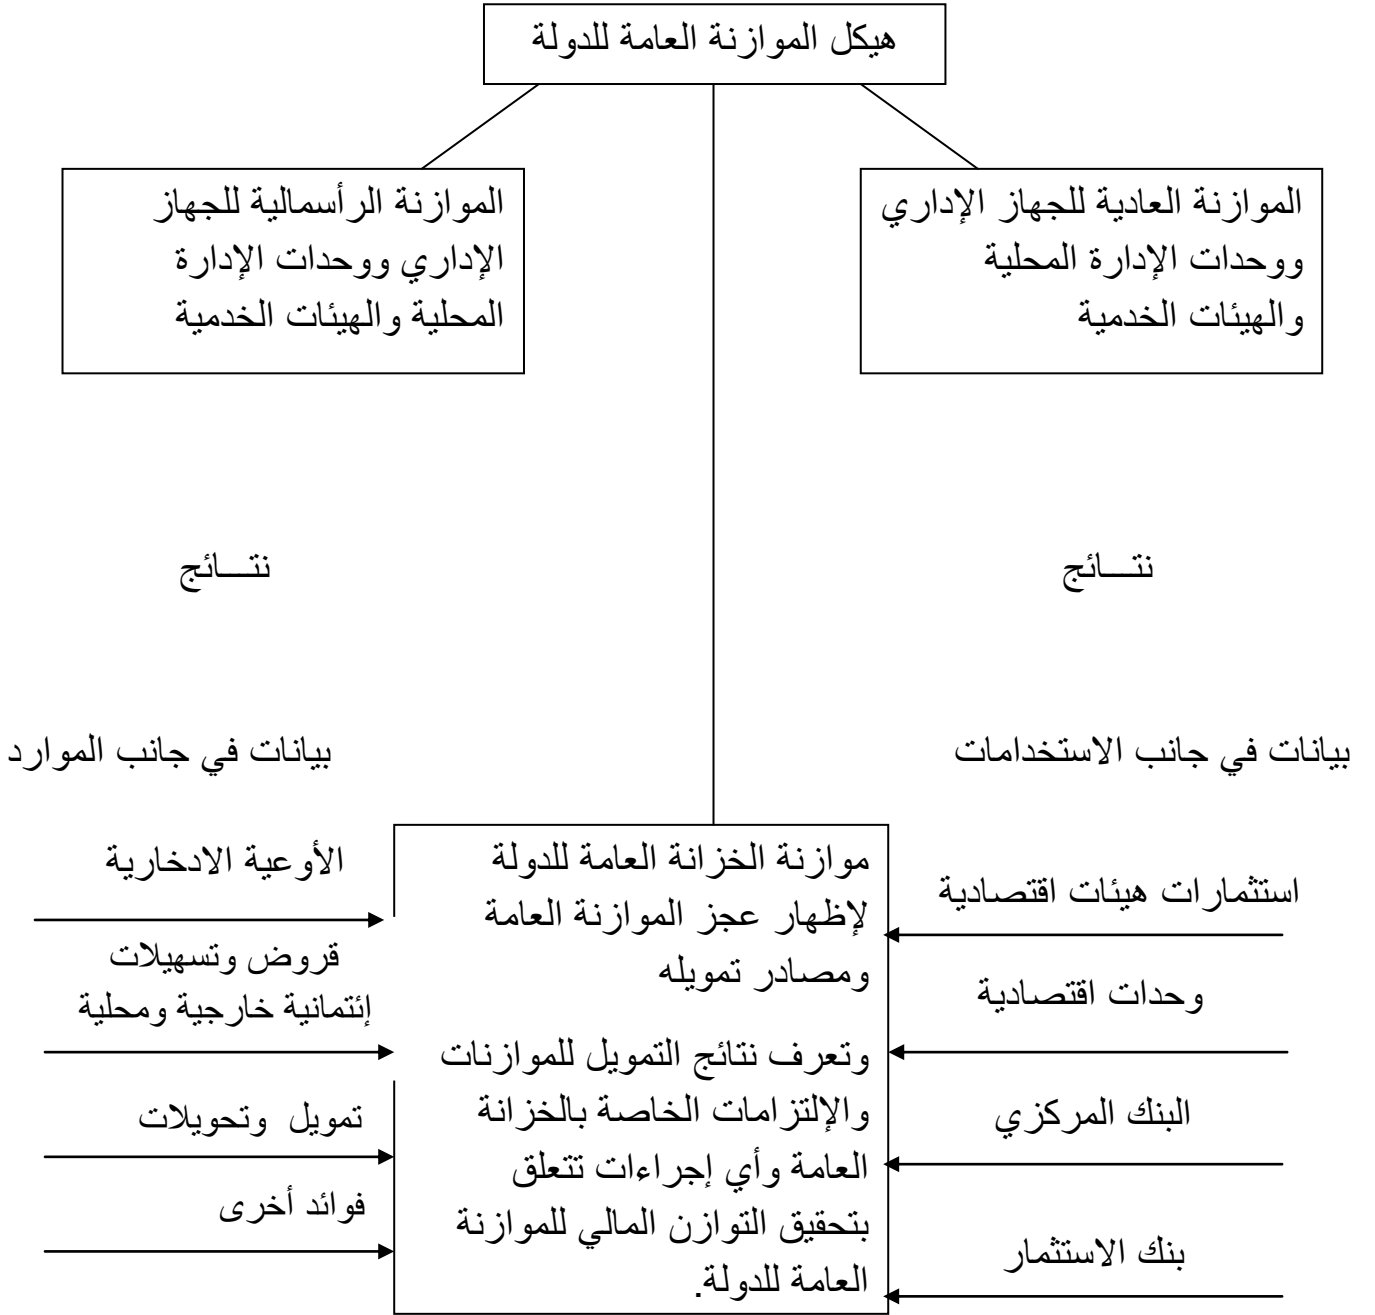 هيكل الموازنة العامة للدولة
الموازنة العادية للجهاز الإداري
ووحدات الإدارة المحلية
والهيئات الخدمية
الموازنة الرأسمالية للجهاز
الإداري ووحدات الإدارة
المحلية والهيئات الخدمية
نتـــائج
نتـــائج
بيانات في جانب الاستخدامات
بيانات في جانب الموارد
استثمارات هيئات اقتصادية
وحدات اقتصادية
البنك المركزي
بنك الاستثمار
موازنة الخزانة العامة للدولة
لإظهار عجز الموازنة العامة
ومصادر تمويله
وتعرف نتائج التمويل للموازنات
والإلتزامات الخاصة بالخزانة
العامة وأي إجراءات تتعلق
بتحقيق التوازن المالي للموازنة
العامة للدولة.
الأوعية الادخارية
قروض وتسهيلات
إئتمانية خارجية ومحلية
تمويل وتحويلات
فوائد أخرى